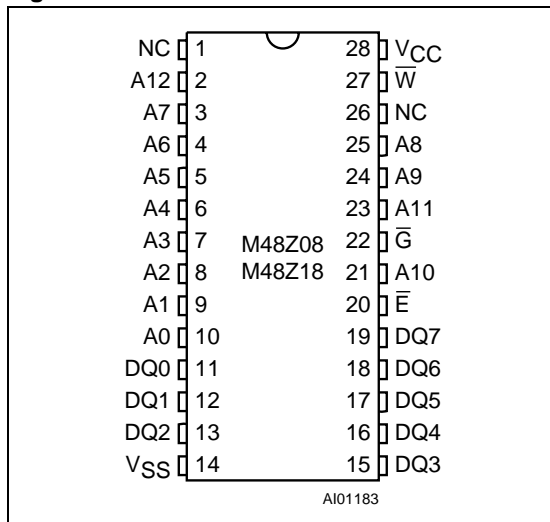 NC 1 28 VCC
A12 2 27 W̅
A7 3 26 NC
A6 4 25 A8
A5 5 24 A9
A4 6 23 A11
A3 7 M48Z08 22 G̅
A2 8 M48Z18 21 A10
A1 9 20 E̅
A0 10 19 DQ7
DQ0 11 18 DQ6
DQ1 12 17 DQ5
DQ2 13 16 DQ4
VSS 14 15 DQ3
AI01183